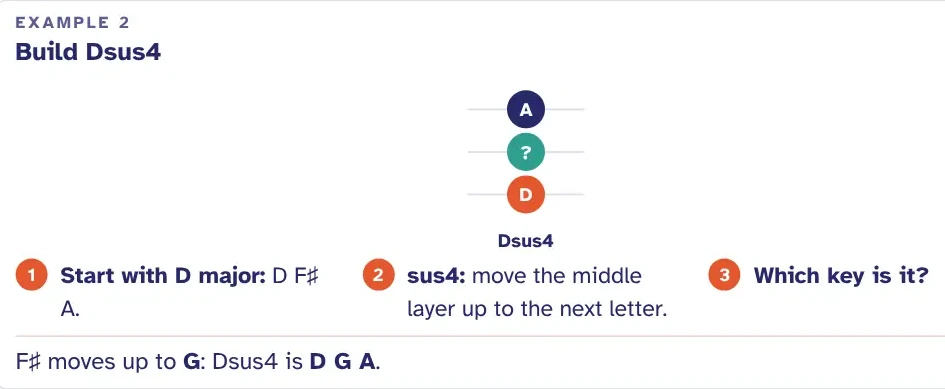 EXAMPLE 2
Build Dsus4
A
?
D
Dsus4
1 Start with D major: D F♯
A.
2 sus4: move the middle
layer up to the next letter.
3 Which key is it?
F♯ moves up to G: Dsus4 is D G A.